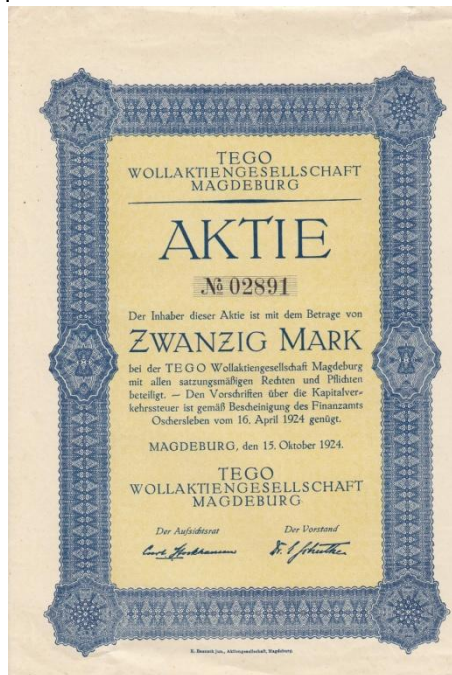 TEGO
WOLLAKTIENGESELLSCHAFT
MAGDEBURG
AKTIE
№ 02891
Der Inhaber dieser Aktie ist mit dem Betrage von
ZWANZIG MARK
bei der TEGO Wollaktiengesellschaft Magdeburg
mit allen satzungsmäßigen Rechten und Pflichten
beteiligt. — Den Vorschriften über die Kapitalver-
kehrssteuer ist gemäß Bescheinigung des Finanzamts
Oschersleben vom 16. April 1924 genügt.
MAGDEBURG, den 15. Oktober 1924.
TEGO
WOLLAKTIENGESELLSCHAFT
MAGDEBURG
Der Aufsichtsrat Der Vorstand
Aktiengesellschaft, Magdeburg.